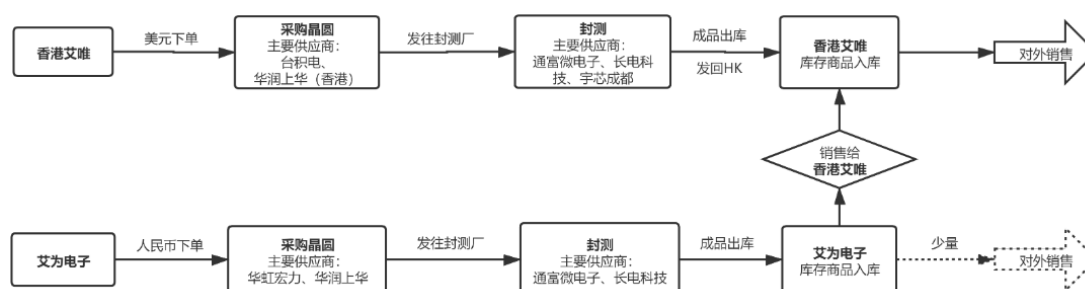 香港艾唯
美元下单
采购晶圆
主要供应商：
台积电、
华润上华（香港）
发往封测厂
封测
主要供应商：
通富微电子、长电科
技、宇芯成都
成品出库
发回HK
香港艾唯
库存商品入库
对外销售
销售给
香港艾唯
艾为电子
人民币下单
采购晶圆
主要供应商：
华虹宏力、华润上华
发往封测厂
封测
主要供应商：
通富微电子、长电科技
成品出库
艾为电子
库存商品入库
少量
对外销售